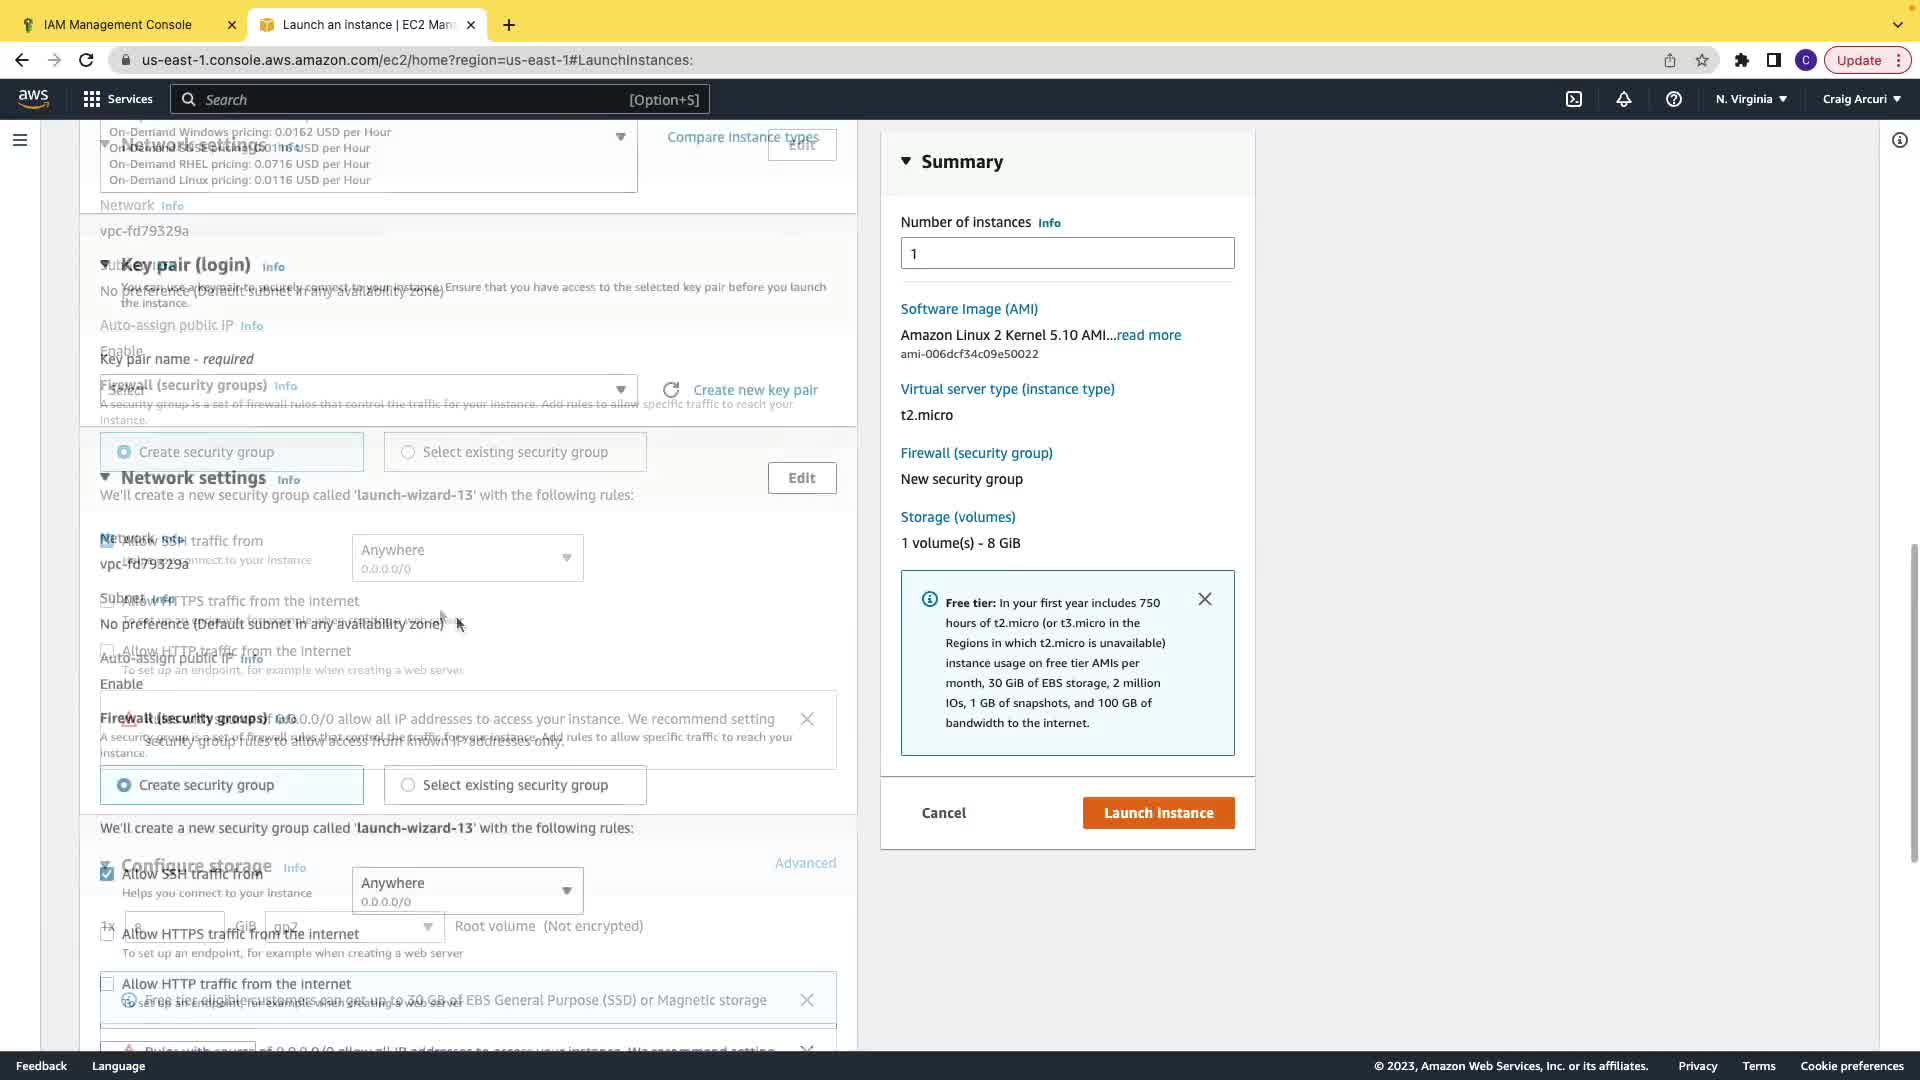 IAM Management Console
Launch an instance | EC2 Man
us-east-1.console.aws.amazon.com/ec2/home?region=us-east-1#LaunchInstances:
C
Update
aws
Services
Search
[Option+S]
N. Virginia
Craig Arcuri
On-Demand Windows pricing: 0.0162 USD per Hour
Network settings Info
On-Demand SUSE pricing: 0.0116 USD per Hour
On-Demand RHEL pricing: 0.0716 USD per Hour
On-Demand Linux pricing: 0.0116 USD per Hour
Compare instance types
Edit
Network Info
vpc-fd79329a
Subnet Info
Key pair (login) Info
You can use a key pair to securely connect to your instance. Ensure that you have access to the selected key pair before you launch
the instance.
No preference (Default subnet in any availability zone)
Auto-assign public IP Info
Enable
Key pair name - required
Firewall (security groups) Info
Select
Create new key pair
A security group is a set of firewall rules that control the traffic for your instance. Add rules to allow specific traffic to reach your
instance.
Create security group
Select existing security group
Network settings Info
Edit
We'll create a new security group called 'launch-wizard-13' with the following rules:
Network Info
Allow SSH traffic from
Helps you connect to your instance
Anywhere
0.0.0.0/0
vpc-fd79329a
Subnet Info
Allow HTTPS traffic from the internet
To set up an endpoint, for example when creating a web server
No preference (Default subnet in any availability zone)
Allow HTTP traffic from the internet
Auto-assign public IP Info
To set up an endpoint, for example when creating a web server
Enable
Firewall (security groups) Info
Rules with source of 0.0.0.0/0 allow all IP addresses to access your instance. We recommend setting
security group rules to allow access from known IP addresses only.
A security group is a set of firewall rules that control the traffic for your instance. Add rules to allow specific traffic to reach your
instance.
Create security group
Select existing security group
We'll create a new security group called 'launch-wizard-13' with the following rules:
Configure storage Info
Advanced
Allow SSH traffic from
Helps you connect to your instance
Anywhere
0.0.0.0/0
1x 8 GiB gp2 Root volume (Not encrypted)
Allow HTTPS traffic from the internet
To set up an endpoint, for example when creating a web server
Allow HTTP traffic from the internet
To set up an endpoint, for example when creating a web server
Free tier eligible customers can get up to 30 GB of EBS General Purpose (SSD) or Magnetic storage
Rules with source of 0.0.0.0/0 allow all IP addresses to access your instance. We recommend setting
Summary
Number of instances Info
1
Software Image (AMI)
Amazon Linux 2 Kernel 5.10 AMI...read more
ami-006dcf34c09e50022
Virtual server type (instance type)
t2.micro
Firewall (security group)
New security group
Storage (volumes)
1 volume(s) - 8 GiB
Free tier: In your first year includes 750
hours of t2.micro (or t3.micro in the
Regions in which t2.micro is unavailable)
instance usage on free tier AMIs per
month, 30 GiB of EBS storage, 2 million
IOs, 1 GB of snapshots, and 100 GB of
bandwidth to the internet.
Cancel
Launch instance
Feedback
Language
© 2023, Amazon Web Services, Inc. or its affiliates.
Privacy
Terms
Cookie preferences